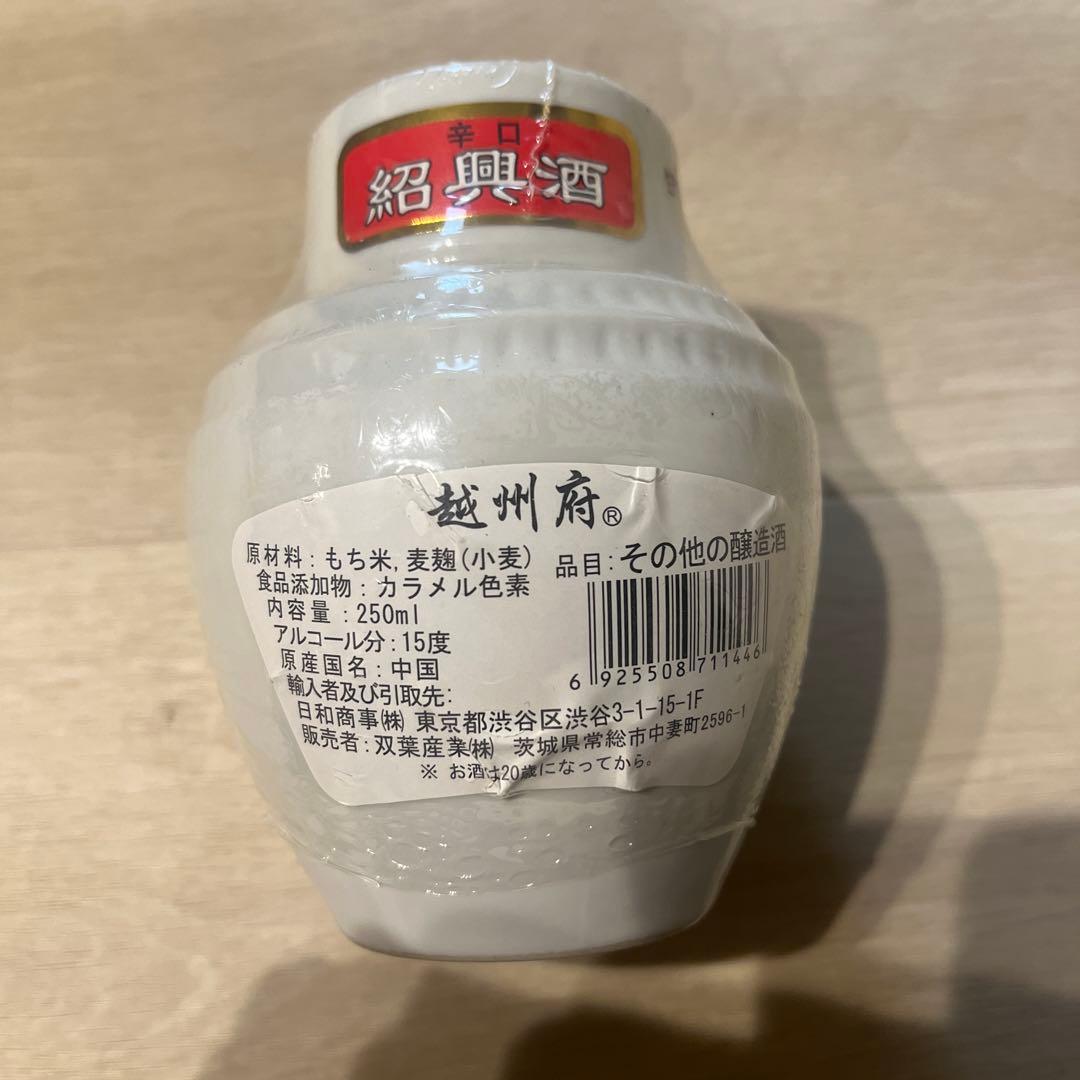 辛口
紹興酒
越州府®
原材料：もち米，麦麹（小麦）
品目：その他の醸造酒
食品添加物：カラメル色素
内容量：250ml
アルコール分：15度
原産国名：中国
6 925508 711446
輸入者及び引取先：
日和商事㈱ 東京都渋谷区渋谷3-1-15-1F
販売者：双葉産業㈱ 茨城県常総市中妻町2596-1
※ お酒は20歳になってから。